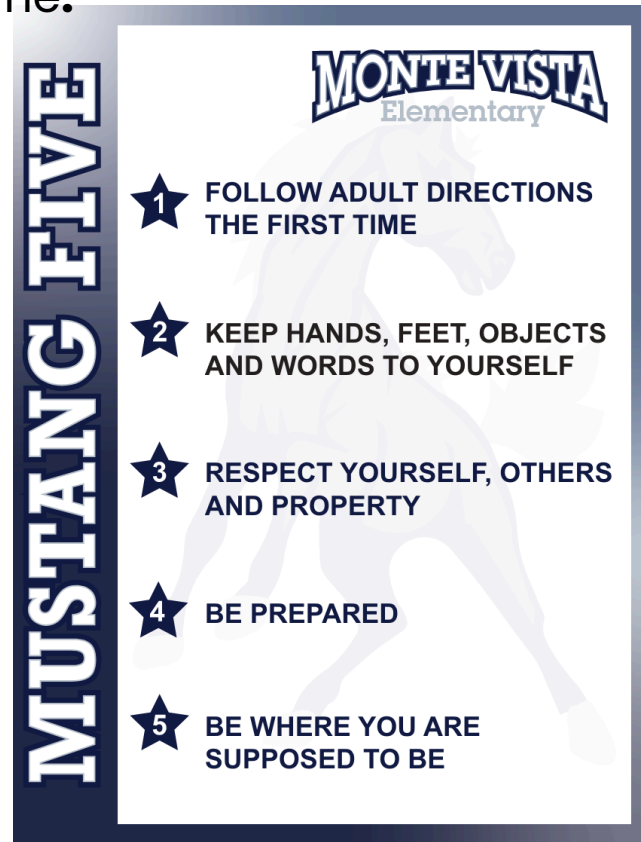 MONTE VISTA
Elementary
MUSTANG FIVE
1 FOLLOW ADULT DIRECTIONS
THE FIRST TIME
2 KEEP HANDS, FEET, OBJECTS
AND WORDS TO YOURSELF
3 RESPECT YOURSELF, OTHERS
AND PROPERTY
4 BE PREPARED
5 BE WHERE YOU ARE
SUPPOSED TO BE